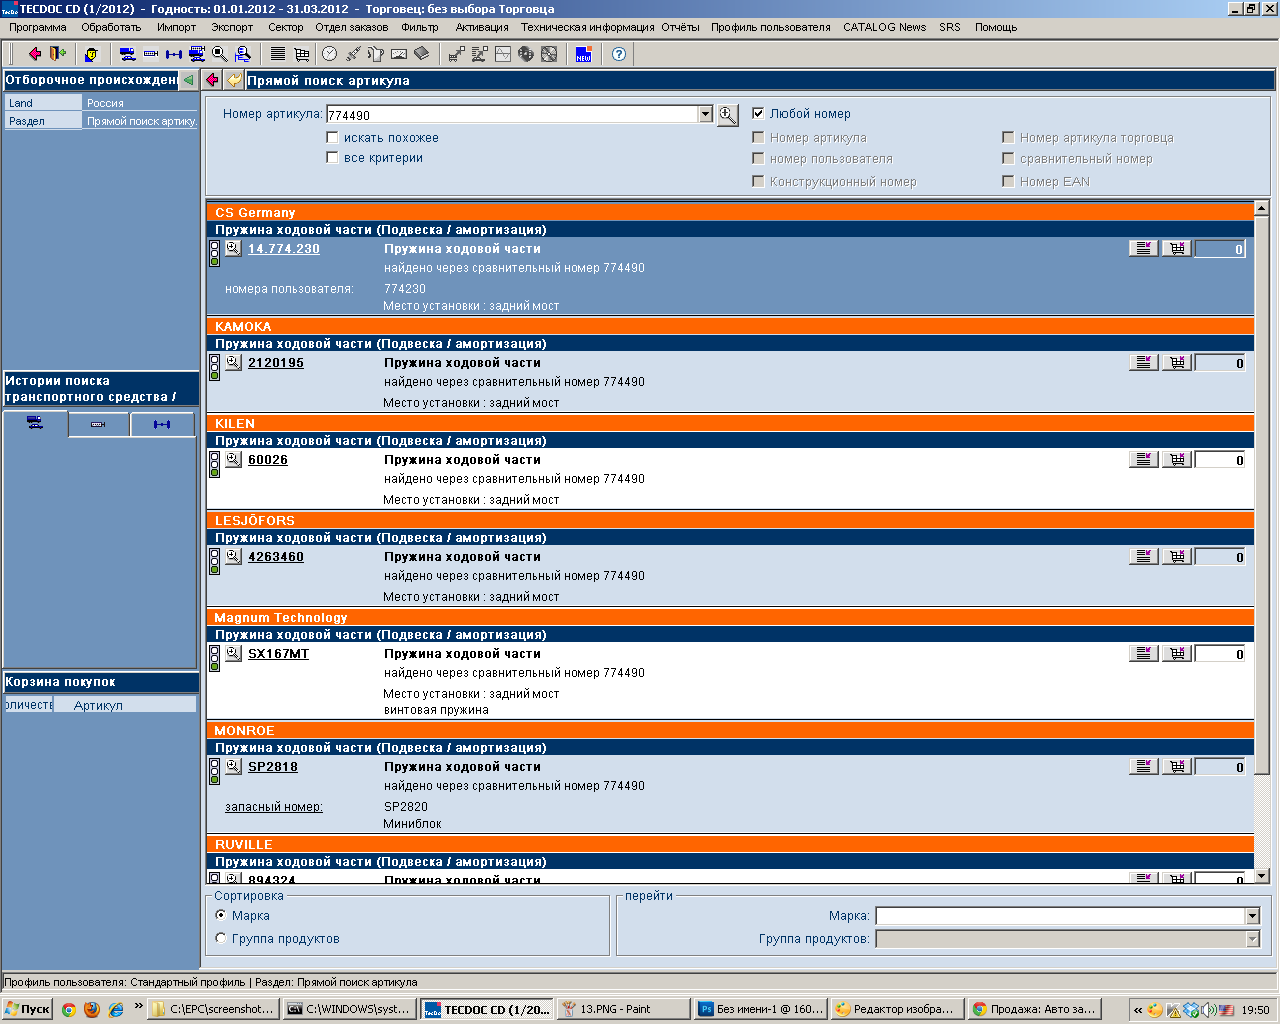 TECDOC CD (1/2012) - Годность: 01.01.2012 - 31.03.2012 - Торговец: без выбора Торговца
Программа Обработать Импорт Экспорт Сектор Отдел заказов Фильтр Активация Техническая информация Отчёты Профиль пользователя CATALOG News SRS Помощь
NEW
Отборочное происхожден
Land Россия
Раздел Прямой поиск артику.
Прямой поиск артикула
Номер артикула: 774490
искать похожее
все критерии
Любой номер
Номер артикула Номер артикула торговца
номер пользователя сравнительный номер
Конструкционный номер Номер EAN
CS Germany
Пружина ходовой части (Подвеска / амортизация)
14.774.230 Пружина ходовой части 0
найдено через сравнительный номер 774490
номера пользователя: 774230
Место установки : задний мост
KAMOKA
Пружина ходовой части (Подвеска / амортизация)
2120195 Пружина ходовой части 0
найдено через сравнительный номер 774490
Место установки : задний мост
KILEN
Пружина ходовой части (Подвеска / амортизация)
60026 Пружина ходовой части 0
найдено через сравнительный номер 774490
Место установки : задний мост
LESJÖFORS
Пружина ходовой части (Подвеска / амортизация)
4263460 Пружина ходовой части 0
найдено через сравнительный номер 774490
Место установки : задний мост
Magnum Technology
Пружина ходовой части (Подвеска / амортизация)
SX167MT Пружина ходовой части 0
найдено через сравнительный номер 774490
Место установки : задний мост
винтовая пружина
MONROE
Пружина ходовой части (Подвеска / амортизация)
SP2818 Пружина ходовой части 0
найдено через сравнительный номер 774490
запасный номер: SP2820
Миниблок
RUVILLE
Пружина ходовой части (Подвеска / амортизация)
894324 Пружина ходовой части 0
Истории поиска
транспортного средства /
Корзина покупок
оличеств Артикул
Сортировка
Марка
Группа продуктов
перейти
Марка:
Группа продуктов:
Профиль пользователя: Стандартный профиль | Раздел: Прямой поиск артикула
Пуск » C:\EPC\screenshot... C:\WINDOWS\syst... TECDOC CD (1/20... 13.PNG - Paint Без имени-1 @ 160... Редактор изобра... Продажа: Авто за... « 19:50